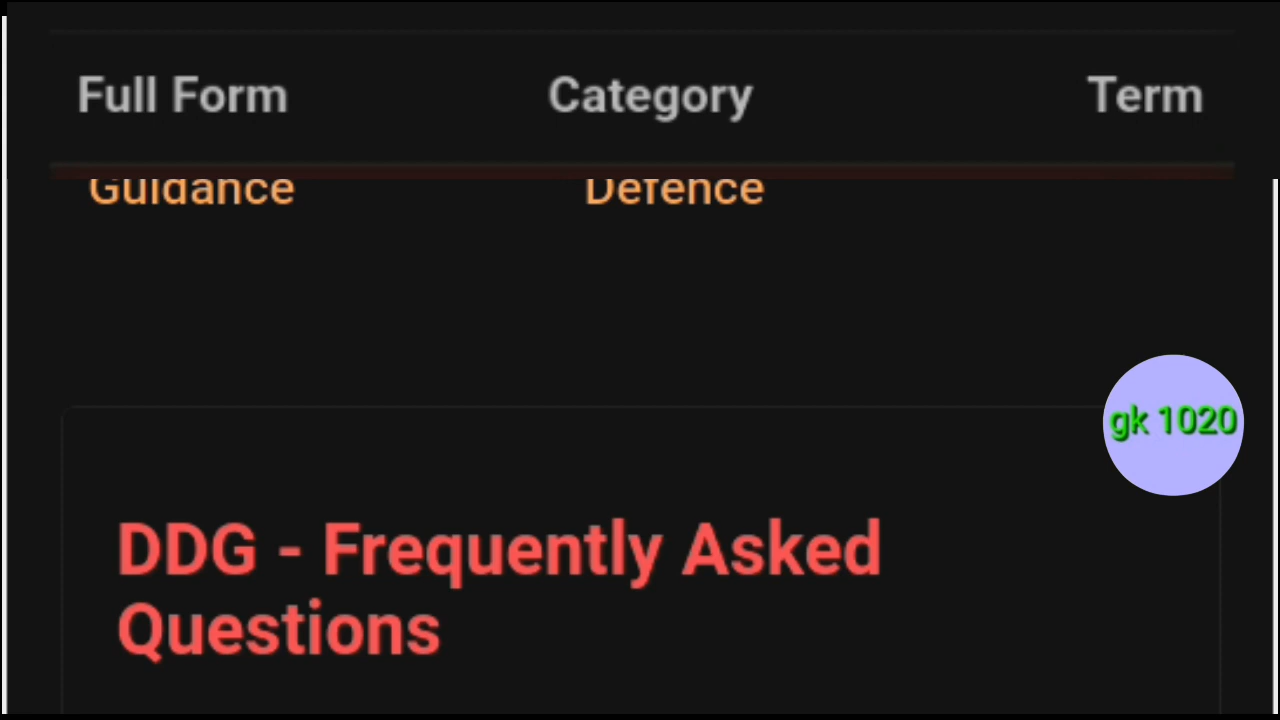 Full Form Category Term
Guidance Defence
gk 1020
DDG - Frequently Asked
Questions